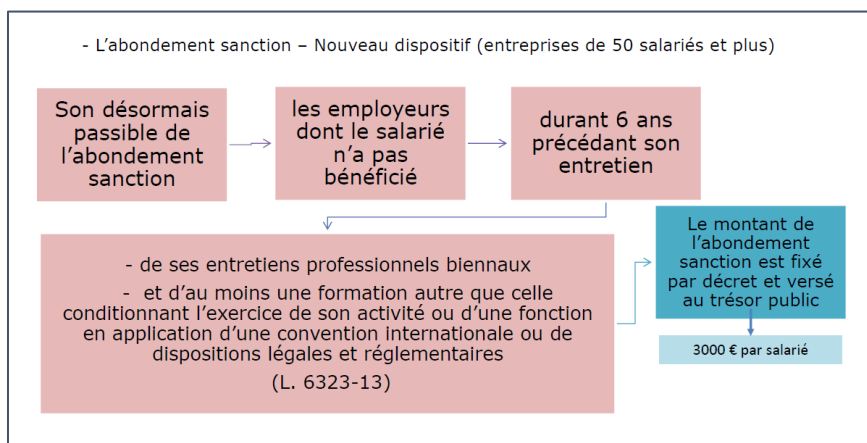 - L’abondement sanction – Nouveau dispositif (entreprises de 50 salariés et plus)
Son désormais
passible de
l’abondement
sanction
les employeurs
dont le salarié
n’a pas
bénéficié
durant 6 ans
précédant son
entretien
- de ses entretiens professionnels biennaux
- et d’au moins une formation autre que celle
conditionnant l’exercice de son activité ou d’une fonction
en application d’une convention internationale ou de
dispositions légales et réglementaires
(L. 6323-13)
Le montant de
l’abondement
sanction est fixé
par décret et versé
au trésor public
3000 € par salarié